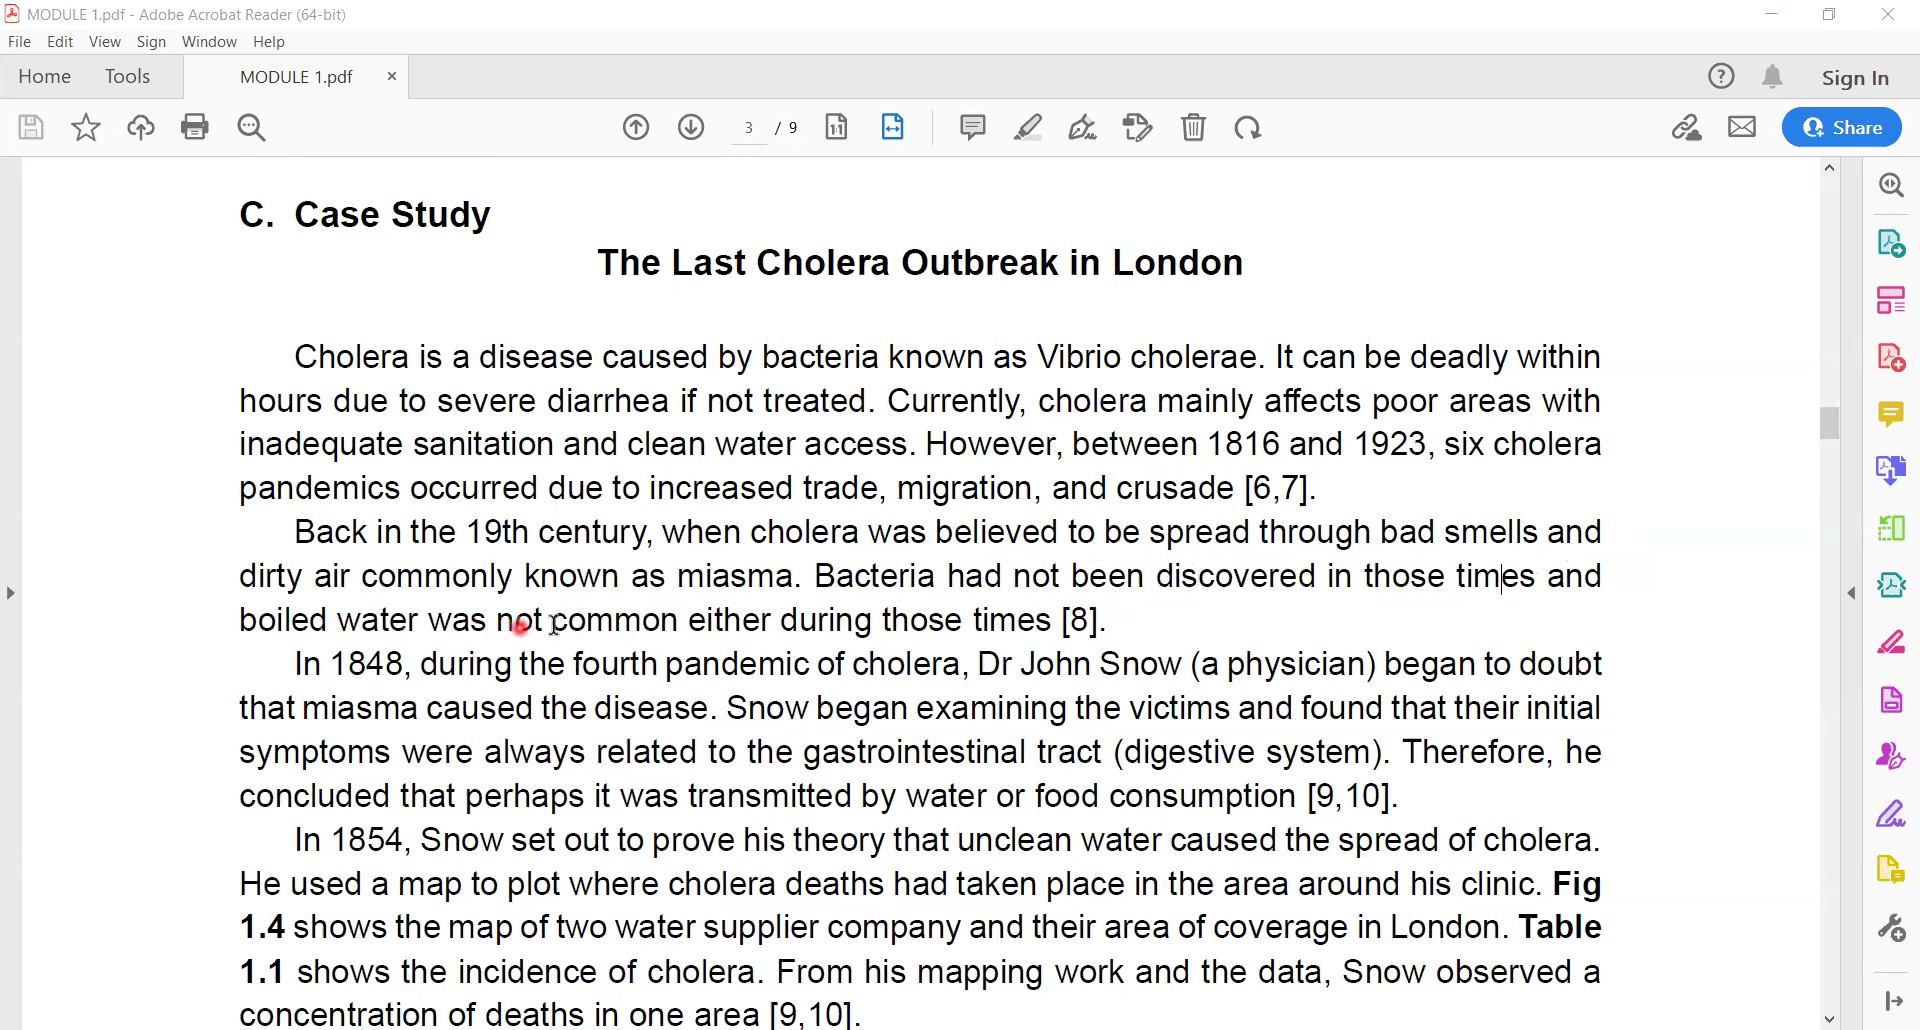 MODULE 1.pdf - Adobe Acrobat Reader (64-bit)
File Edit View Sign Window Help
Home Tools MODULE 1.pdf × Sign In
3 / 9 Share
C. Case Study
The Last Cholera Outbreak in London
Cholera is a disease caused by bacteria known as Vibrio cholerae. It can be deadly within
hours due to severe diarrhea if not treated. Currently, cholera mainly affects poor areas with
inadequate sanitation and clean water access. However, between 1816 and 1923, six cholera
pandemics occurred due to increased trade, migration, and crusade [6,7].
Back in the 19th century, when cholera was believed to be spread through bad smells and
dirty air commonly known as miasma. Bacteria had not been discovered in those times and
boiled water was not common either during those times [8].
In 1848, during the fourth pandemic of cholera, Dr John Snow (a physician) began to doubt
that miasma caused the disease. Snow began examining the victims and found that their initial
symptoms were always related to the gastrointestinal tract (digestive system). Therefore, he
concluded that perhaps it was transmitted by water or food consumption [9,10].
In 1854, Snow set out to prove his theory that unclean water caused the spread of cholera.
He used a map to plot where cholera deaths had taken place in the area around his clinic. Fig
1.4 shows the map of two water supplier company and their area of coverage in London. Table
1.1 shows the incidence of cholera. From his mapping work and the data, Snow observed a
concentration of deaths in one area [9,10].